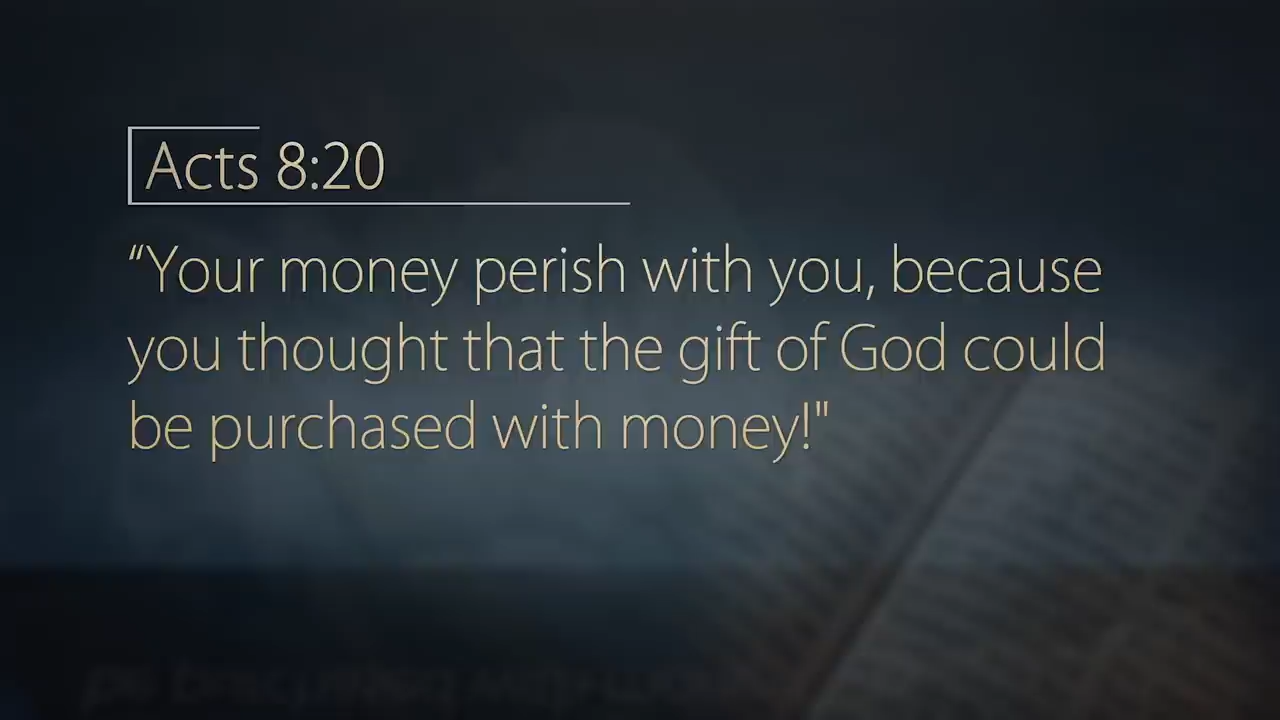 Acts 8:20
“Your money perish with you, because
you thought that the gift of God could
be purchased with money!"